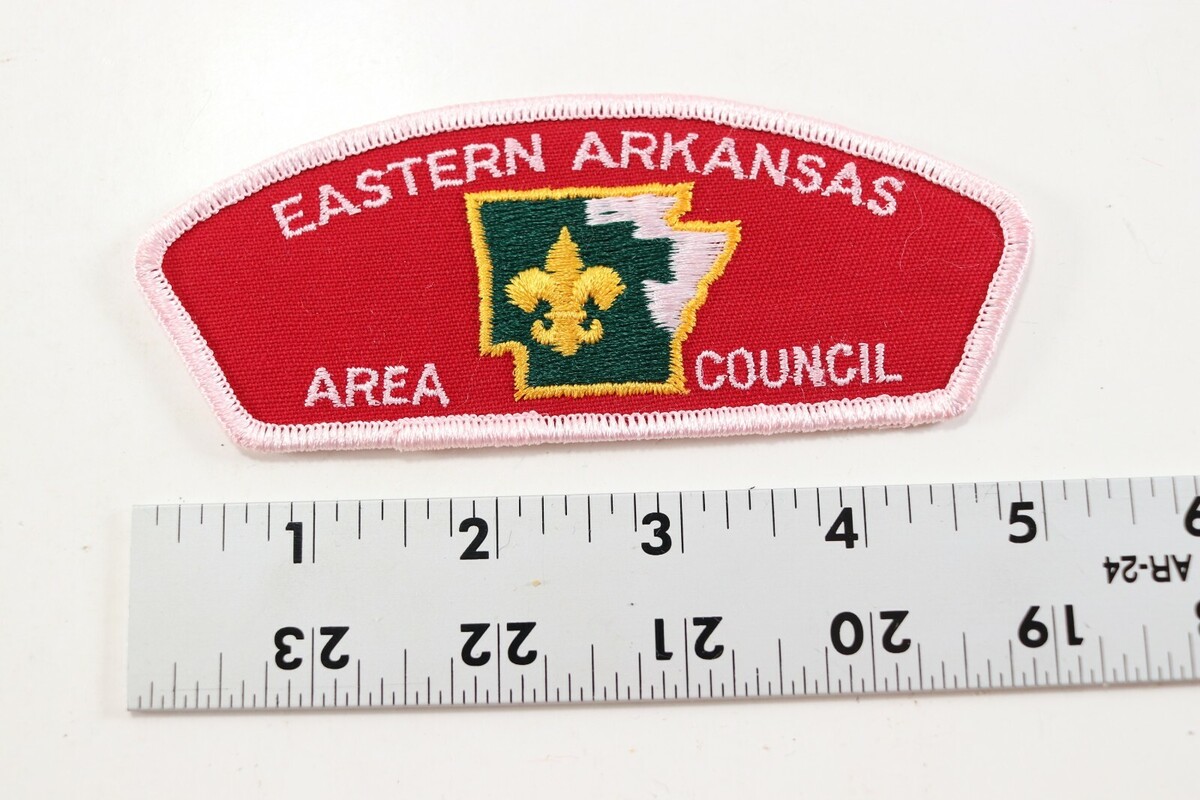 EASTERN ARKANSAS
AREA COUNCIL
1 2 3 4 5 6
AR-24
23 22 21 20 19